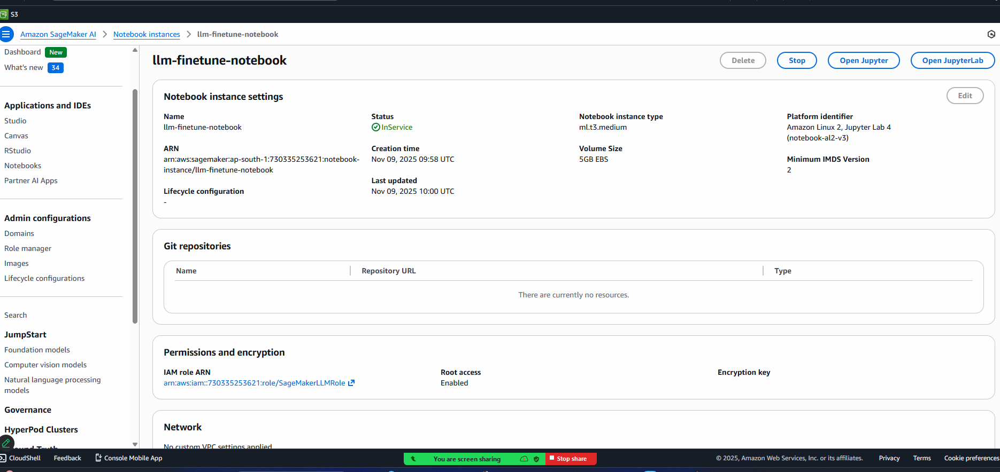 S3
Amazon SageMaker AI > Notebook instances > llm-finetune-notebook
Dashboard New
What's new 34
Applications and IDEs
Studio
Canvas
RStudio
Notebooks
Partner AI Apps
Admin configurations
Domains
Role manager
Images
Lifecycle configurations
Search
JumpStart
Foundation models
Computer vision models
Natural language processing
models
Governance
HyperPod Clusters
llm-finetune-notebook
Delete Stop Open Jupyter Open JupyterLab
Notebook instance settings
Edit
Name
llm-finetune-notebook
ARN
arn:aws:sagemaker:ap-south-1:730335253621:notebook-
instance/llm-finetune-notebook
Lifecycle configuration
-
Status
InService
Creation time
Nov 09, 2025 09:58 UTC
Last updated
Nov 09, 2025 10:00 UTC
Notebook instance type
ml.t3.medium
Volume Size
5GB EBS
Platform identifier
Amazon Linux 2, Jupyter Lab 4
(notebook-al2-v3)
Minimum IMDS Version
2
Git repositories
Name Repository URL Type
There are currently no resources.
Permissions and encryption
IAM role ARN
arn:aws:iam::730335253621:role/SageMakerLLMRole
Root access
Enabled
Encryption key
Network
No custom VPC settings applied
CloudShell Feedback Console Mobile App
You are screen sharing Stop share
© 2025, Amazon Web Services, Inc. or its affiliates. Privacy Terms Cookie preferences